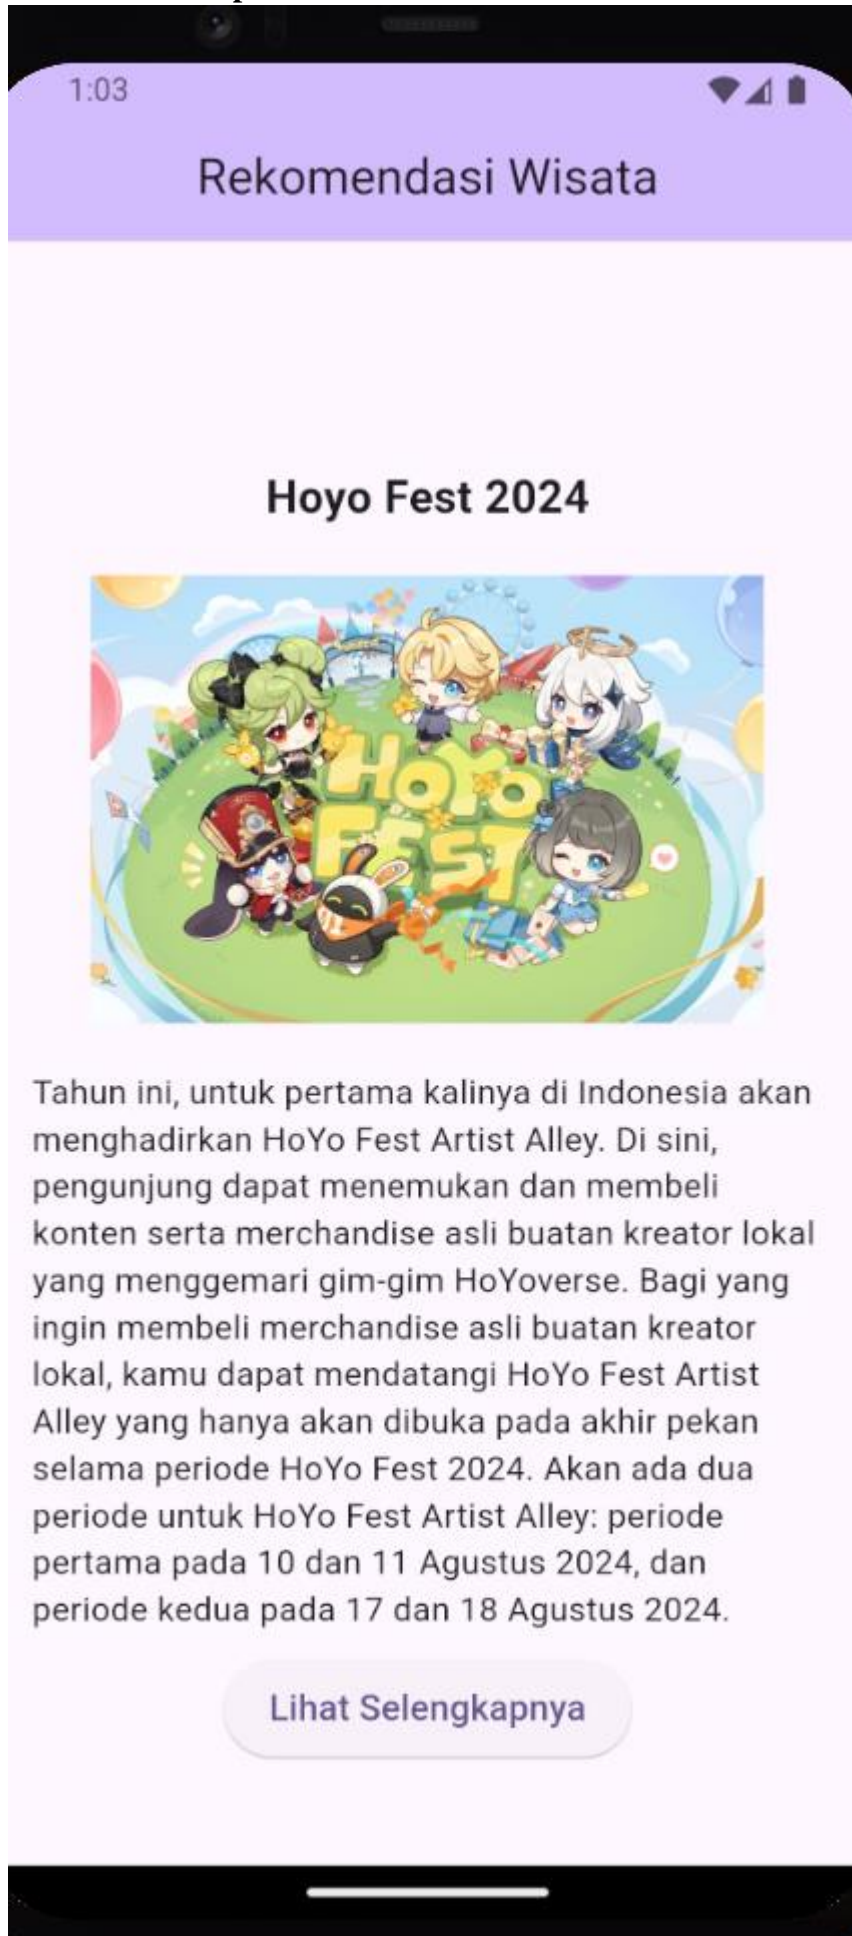 1:03
Rekomendasi Wisata
Hoyo Fest 2024
HoYo
FEST
Tahun ini, untuk pertama kalinya di Indonesia akan
menghadirkan HoYo Fest Artist Alley. Di sini,
pengunjung dapat menemukan dan membeli
konten serta merchandise asli buatan kreator lokal
yang menggemari gim-gim HoYoverse. Bagi yang
ingin membeli merchandise asli buatan kreator
lokal, kamu dapat mendatangi HoYo Fest Artist
Alley yang hanya akan dibuka pada akhir pekan
selama periode HoYo Fest 2024. Akan ada dua
periode untuk HoYo Fest Artist Alley: periode
pertama pada 10 dan 11 Agustus 2024, dan
periode kedua pada 17 dan 18 Agustus 2024.
Lihat Selengkapnya